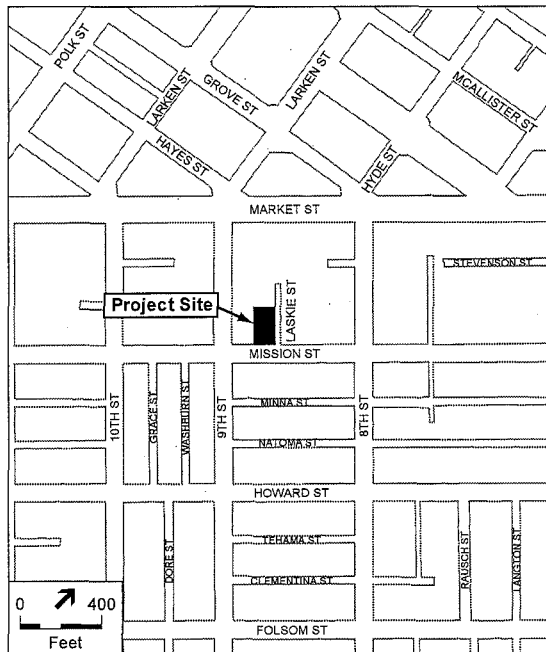 POLK ST
LARKEN ST
GROVE ST
LARKEN ST
MCALLISTER ST
HAYES ST
HYDE ST
MARKET ST
STEVENSON ST
Project Site
LASKIE ST
MISSION ST
10TH ST
GRACE ST
WASHBURN ST
9TH ST
MINNA ST
8TH ST
NATOMA ST
HOWARD ST
DORE ST
TEHAMA ST
CLEMENTINA ST
RAUSCH ST
LANGTON ST
0 400
Feet
FOLSOM ST